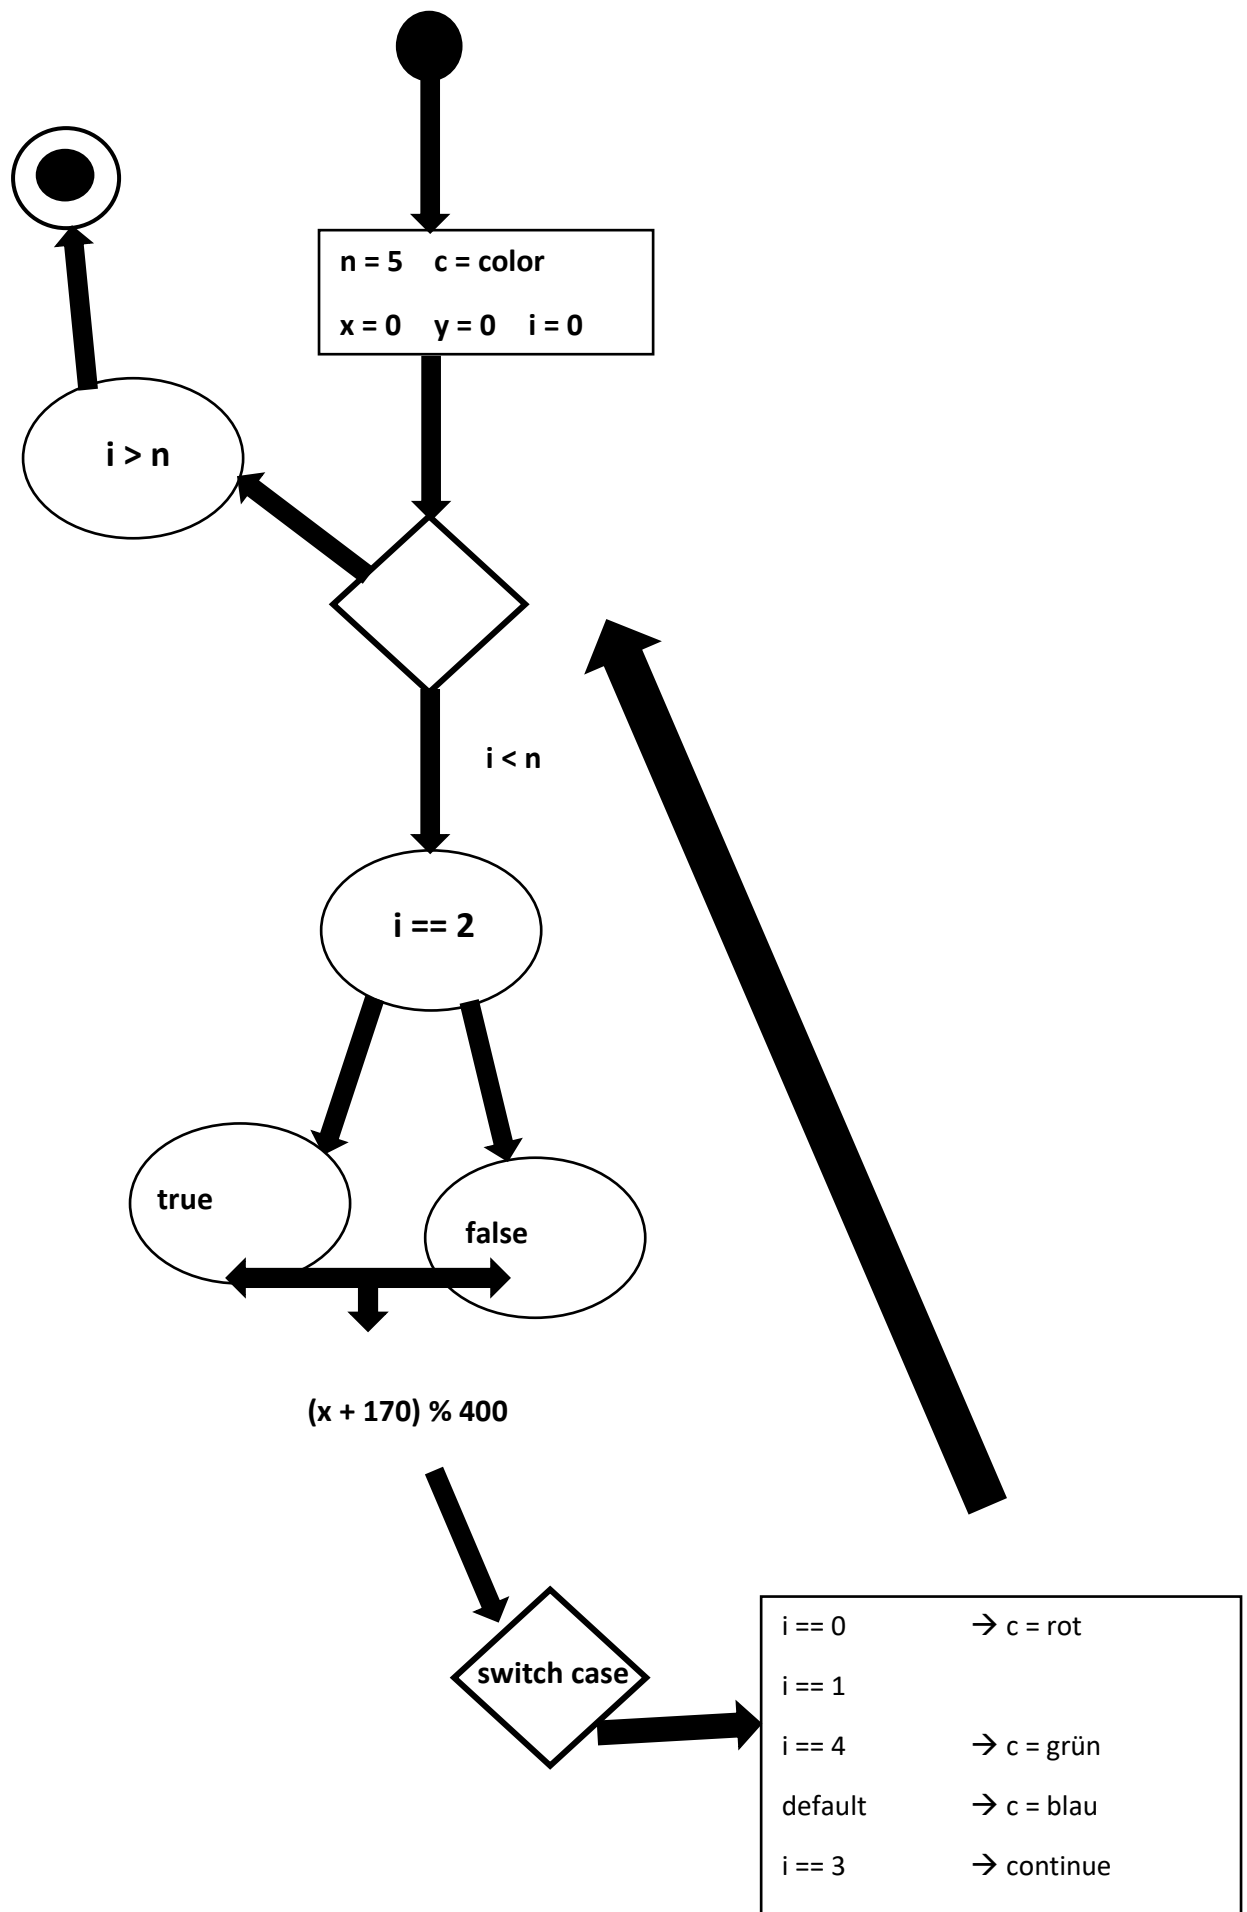 n = 5 c = color
x = 0 y = 0 i = 0
i > n
i < n
i == 2
true
false
(x + 170) % 400
switch case
i == 0 → c = rot
i == 1
i == 4 → c = grün
default → c = blau
i == 3 → continue